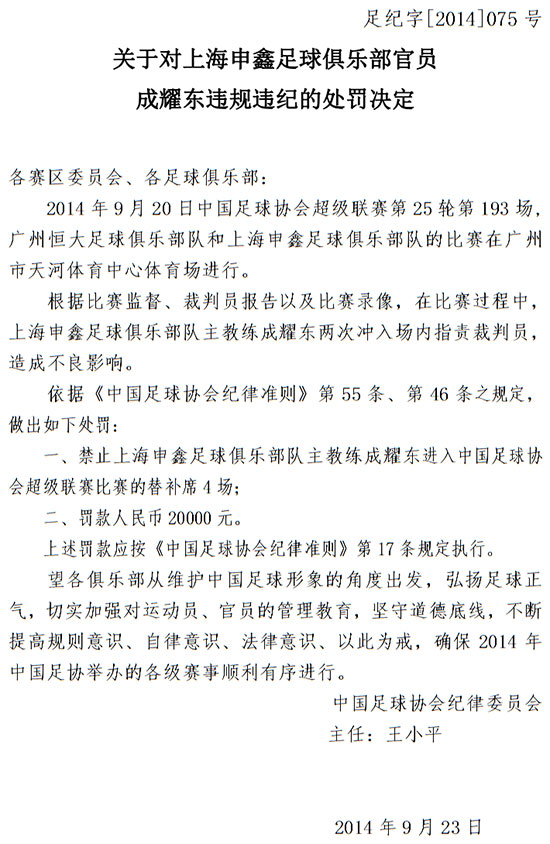 足纪字[2014]075 号
关于对上海申鑫足球俱乐部官员
成耀东违规违纪的处罚决定
各赛区委员会、各足球俱乐部：
2014 年 9 月 20 日中国足球协会超级联赛第 25 轮第 193 场，
广州恒大足球俱乐部队和上海申鑫足球俱乐部队的比赛在广州
市天河体育中心体育场进行。
根据比赛监督、裁判员报告以及比赛录像，在比赛过程中，
上海申鑫足球俱乐部队主教练成耀东两次冲入场内指责裁判员，
造成不良影响。
依据《中国足球协会纪律准则》第 55 条、第 46 条之规定，
做出如下处罚：
一、禁止上海申鑫足球俱乐部队主教练成耀东进入中国足球协
会超级联赛比赛的替补席 4 场；
二、罚款人民币 20000 元。
上述罚款应按《中国足球协会纪律准则》第 17 条规定执行。
望各俱乐部从维护中国足球形象的角度出发，弘扬足球正
气，切实加强对运动员、官员的管理教育，坚守道德底线，不断
提高规则意识、自律意识、法律意识、以此为戒，确保 2014 年
中国足协举办的各级赛事顺利有序进行。
中国足球协会纪律委员会
主任：王小平
2014 年 9 月 23 日